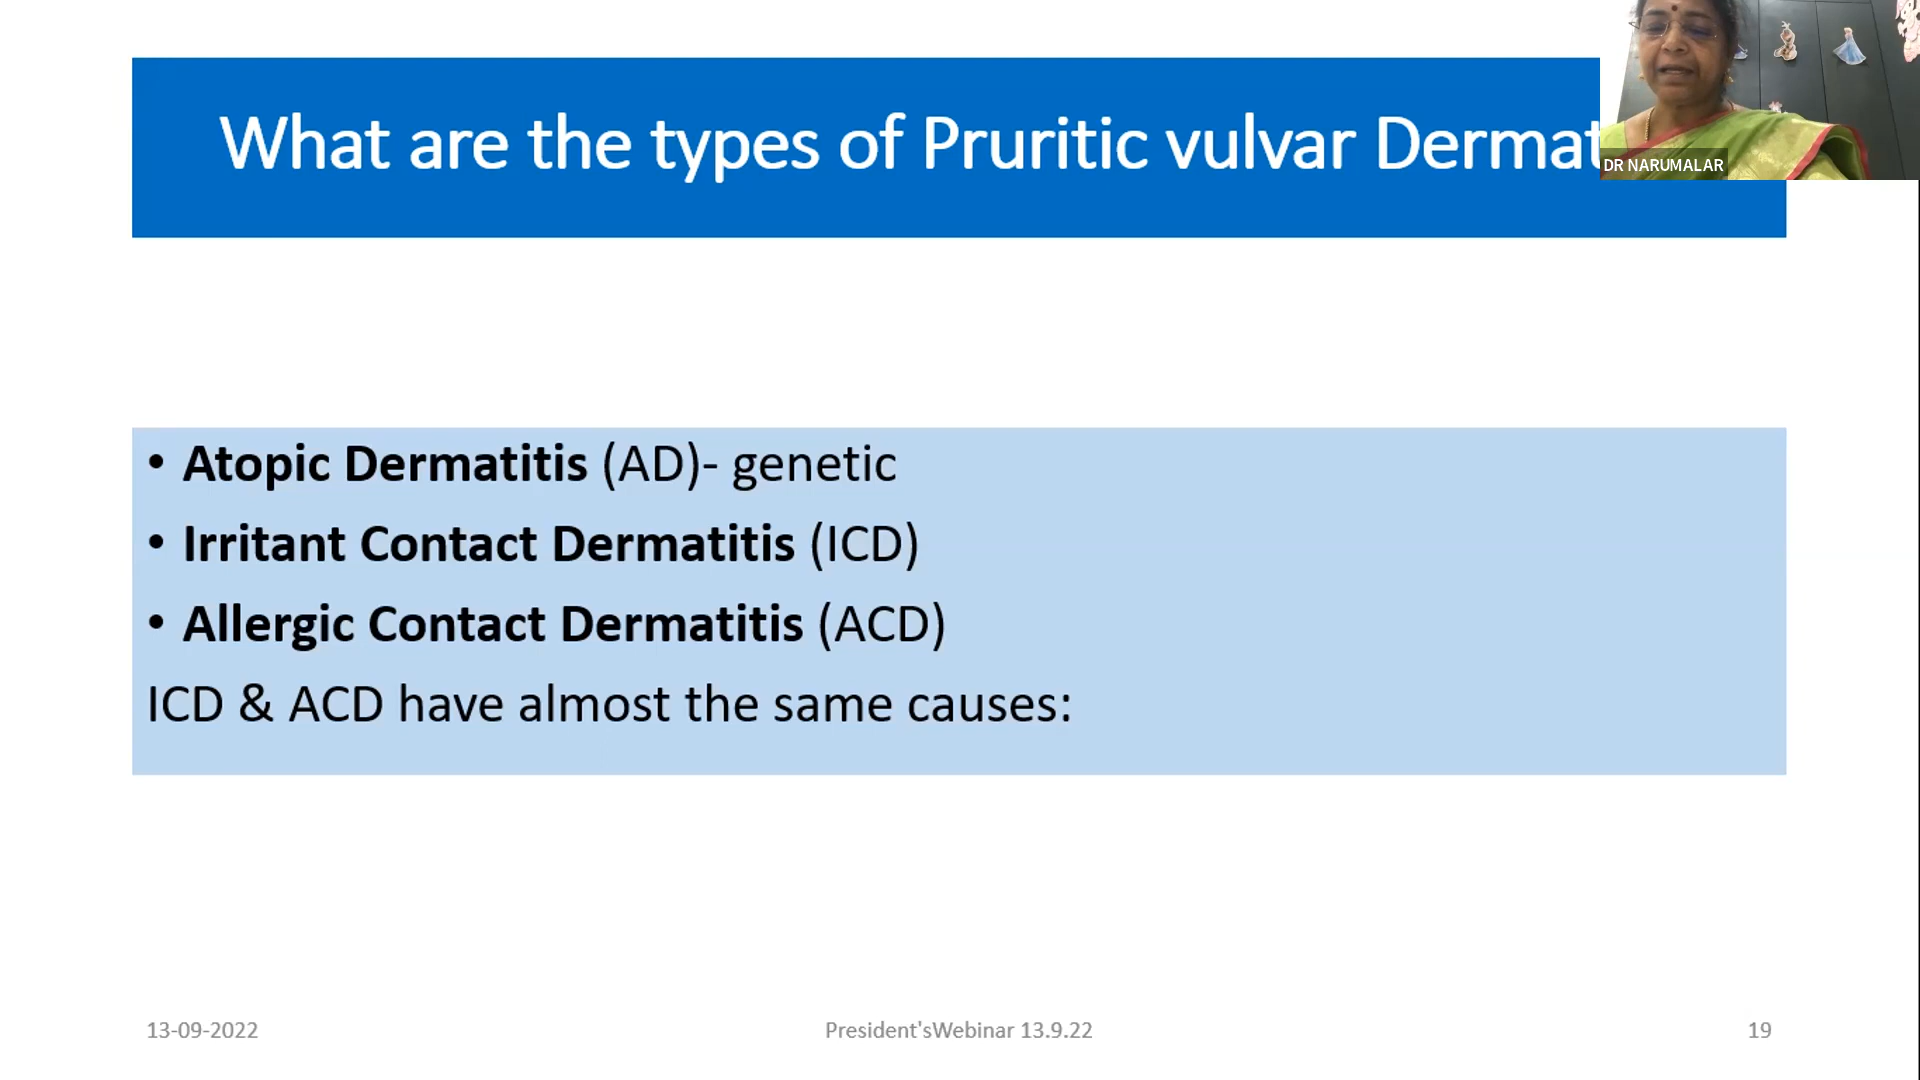 What are the types of Pruritic vulvar Dermat
DR NARUMALAR
• Atopic Dermatitis (AD)- genetic
• Irritant Contact Dermatitis (ICD)
• Allergic Contact Dermatitis (ACD)
ICD & ACD have almost the same causes:
13-09-2022
President'sWebinar 13.9.22
19